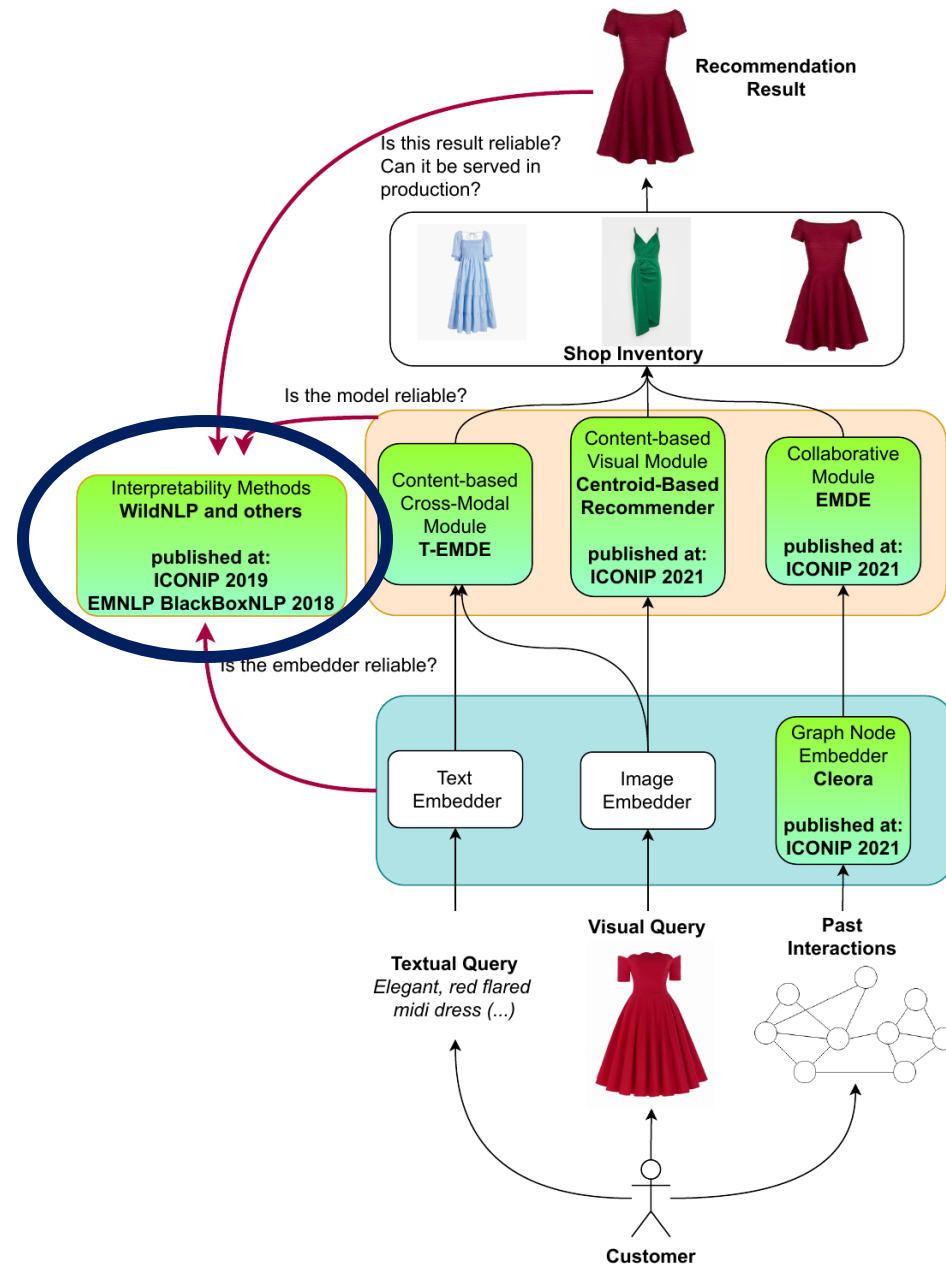 Recommendation
Result
Is this result reliable?
Can it be served in
production?
Shop Inventory
Is the model reliable?
Interpretability Methods
WildNLP and others
published at:
ICONIP 2019
EMNLP BlackBoxNLP 2018
Content-based
Cross-Modal
Module
T-EMDE
Content-based
Visual Module
Centroid-Based
Recommender
published at:
ICONIP 2021
Collaborative
Module
EMDE
published at:
ICONIP 2021
Is the embedder reliable?
Text
Embedder
Image
Embedder
Graph Node
Embedder
Cleora
published at:
ICONIP 2021
Textual Query
Elegant, red flared
midi dress (...)
Visual Query
Past
Interactions
Customer